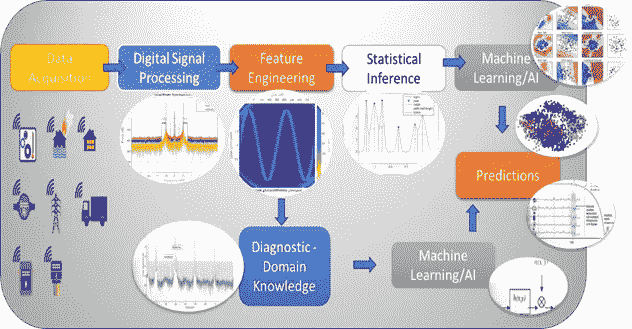 Data
Acquisition
Digital Signal
Processing
Feature
Engineering
Statistical
Inference
Machine
Learning/AI
Predictions
Diagnostic -
Domain
Knowledge
Machine
Learning/AI